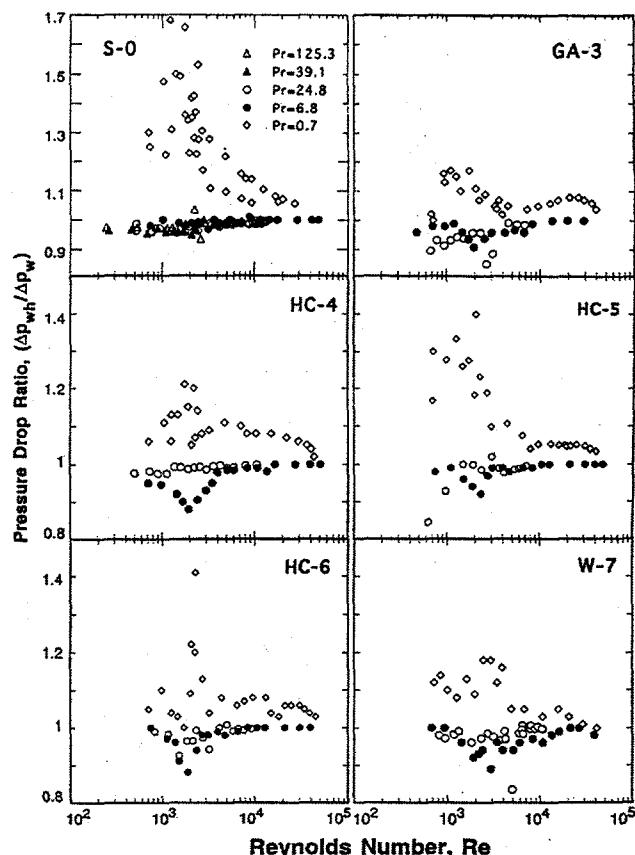 1.7
S-0
GA-3
△ Pr=125.3
▲ Pr=39.1
1.5
○ Pr=24.8
● Pr=6.8
◇ Pr=0.7
1.3
1.1
0.9
HC-4
HC-5
1.4
1.2
1
0.8
HC-6
W-7
1.4
1.2
1
0.8
10² 10³ 10⁴ 10⁵ 10² 10³ 10⁴ 10⁵
Pressure Drop Ratio, (Δp_wh/Δp_w)
Reynolds Number, Re